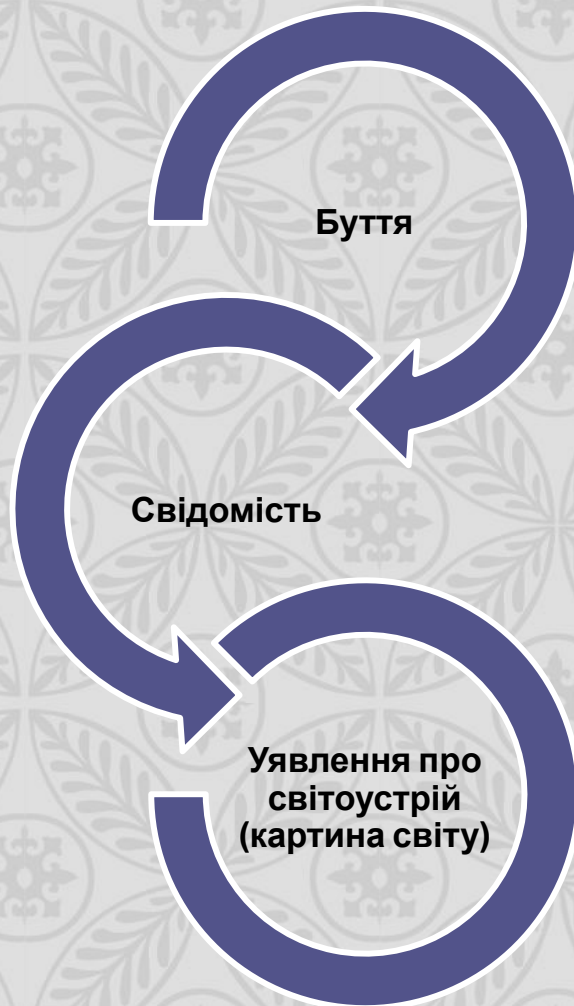 Буття
Свідомість
Уявлення про
світоустрій
(картина світу)